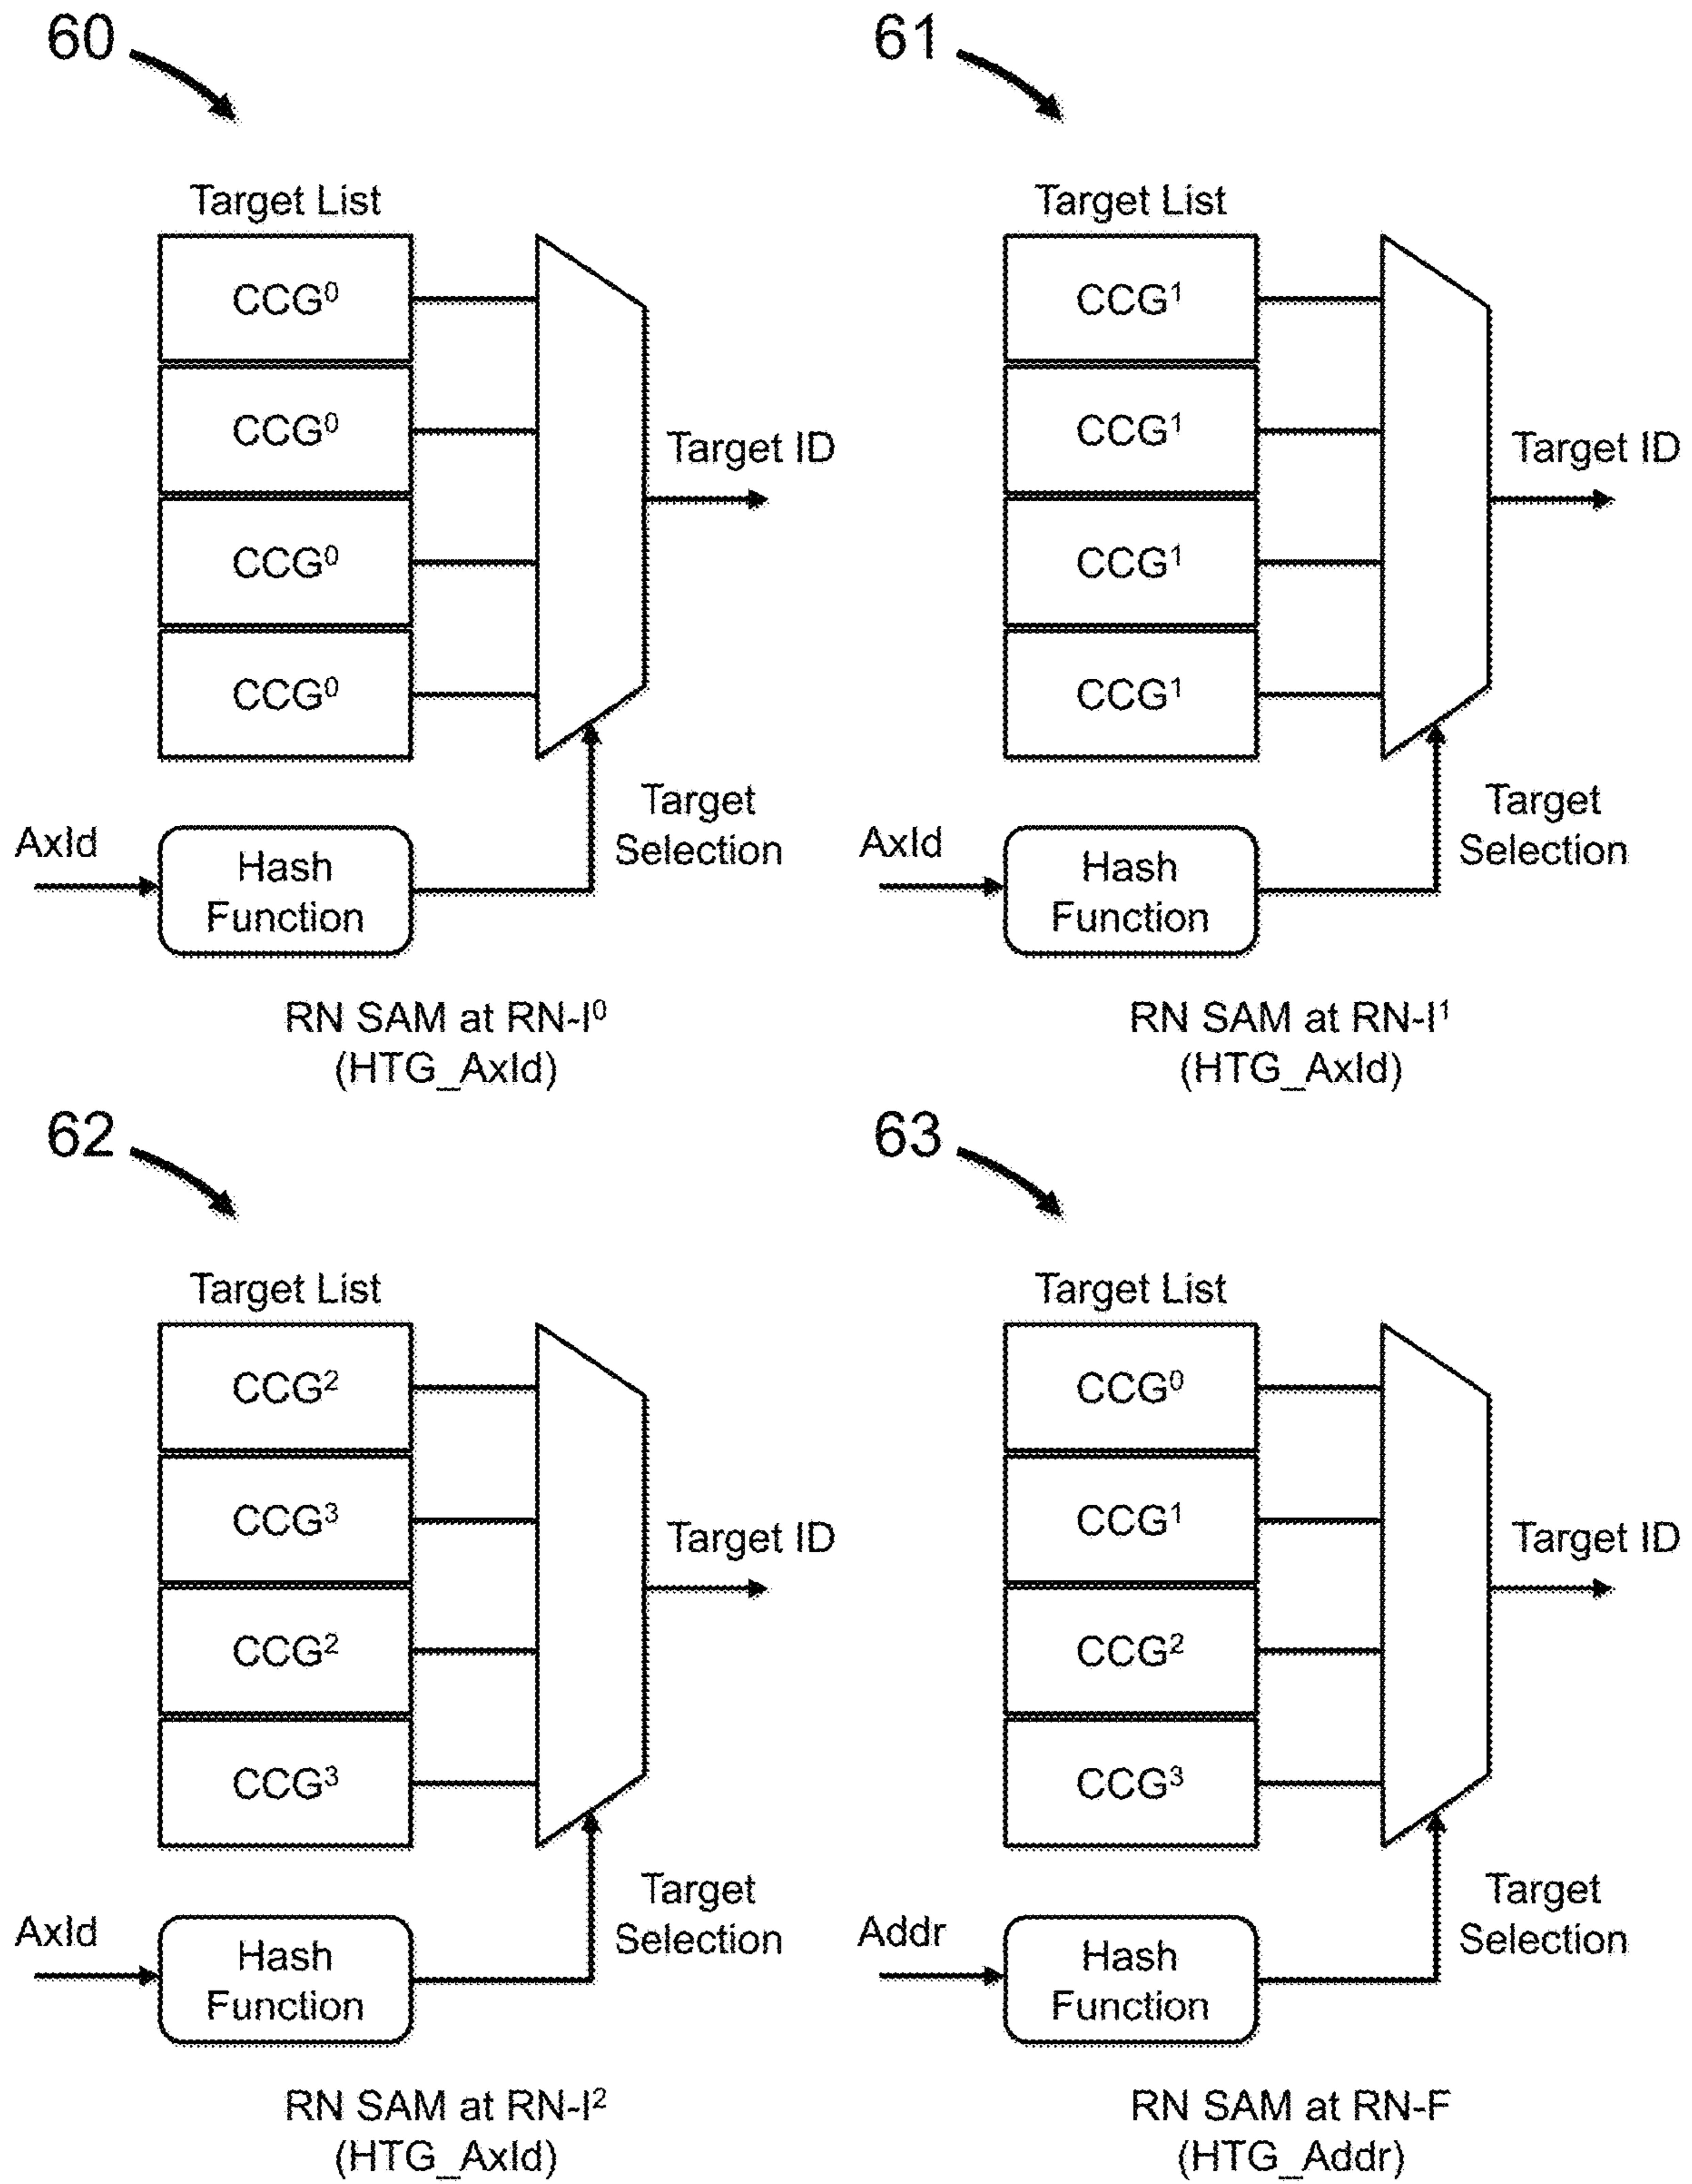 60
Target List
CCG⁰
CCG⁰
CCG⁰
CCG⁰
Target ID
Target
Selection
AxId
Hash
Function
RN SAM at RN-I⁰
(HTG_AxId)
61
Target List
CCG¹
CCG¹
CCG¹
CCG¹
Target ID
Target
Selection
AxId
Hash
Function
RN SAM at RN-I¹
(HTG_AxId)
62
Target List
CCG²
CCG³
CCG²
CCG³
Target ID
Target
Selection
AxId
Hash
Function
RN SAM at RN-I²
(HTG_AxId)
63
Target List
CCG⁰
CCG¹
CCG²
CCG³
Target ID
Target
Selection
Addr
Hash
Function
RN SAM at RN-F
(HTG_Addr)